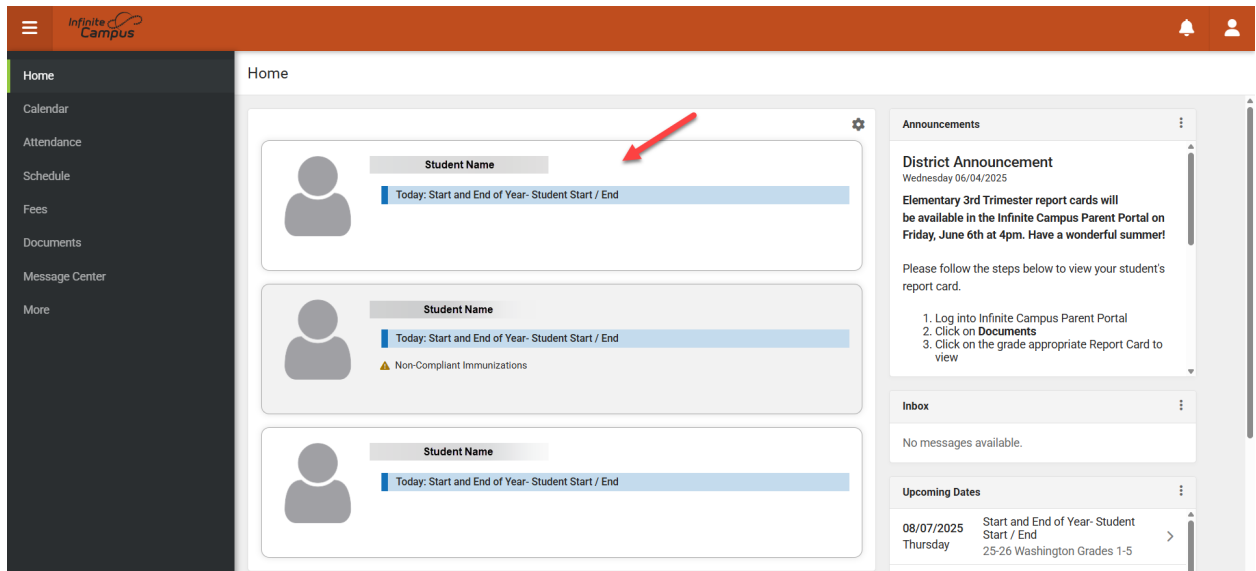 Infinite
Campus
Home
Calendar
Attendance
Schedule
Fees
Documents
Message Center
More
Home
Student Name
Today: Start and End of Year- Student Start / End
Student Name
Today: Start and End of Year- Student Start / End
Non-Compliant Immunizations
Student Name
Today: Start and End of Year- Student Start / End
Announcements
District Announcement
Wednesday 06/04/2025
Elementary 3rd Trimester report cards will
be available in the Infinite Campus Parent Portal on
Friday, June 6th at 4pm. Have a wonderful summer!
Please follow the steps below to view your student's
report card.
1. Log into Infinite Campus Parent Portal
2. Click on Documents
3. Click on the grade appropriate Report Card to
view
Inbox
No messages available.
Upcoming Dates
08/07/2025
Thursday
Start and End of Year- Student
Start / End
25-26 Washington Grades 1-5